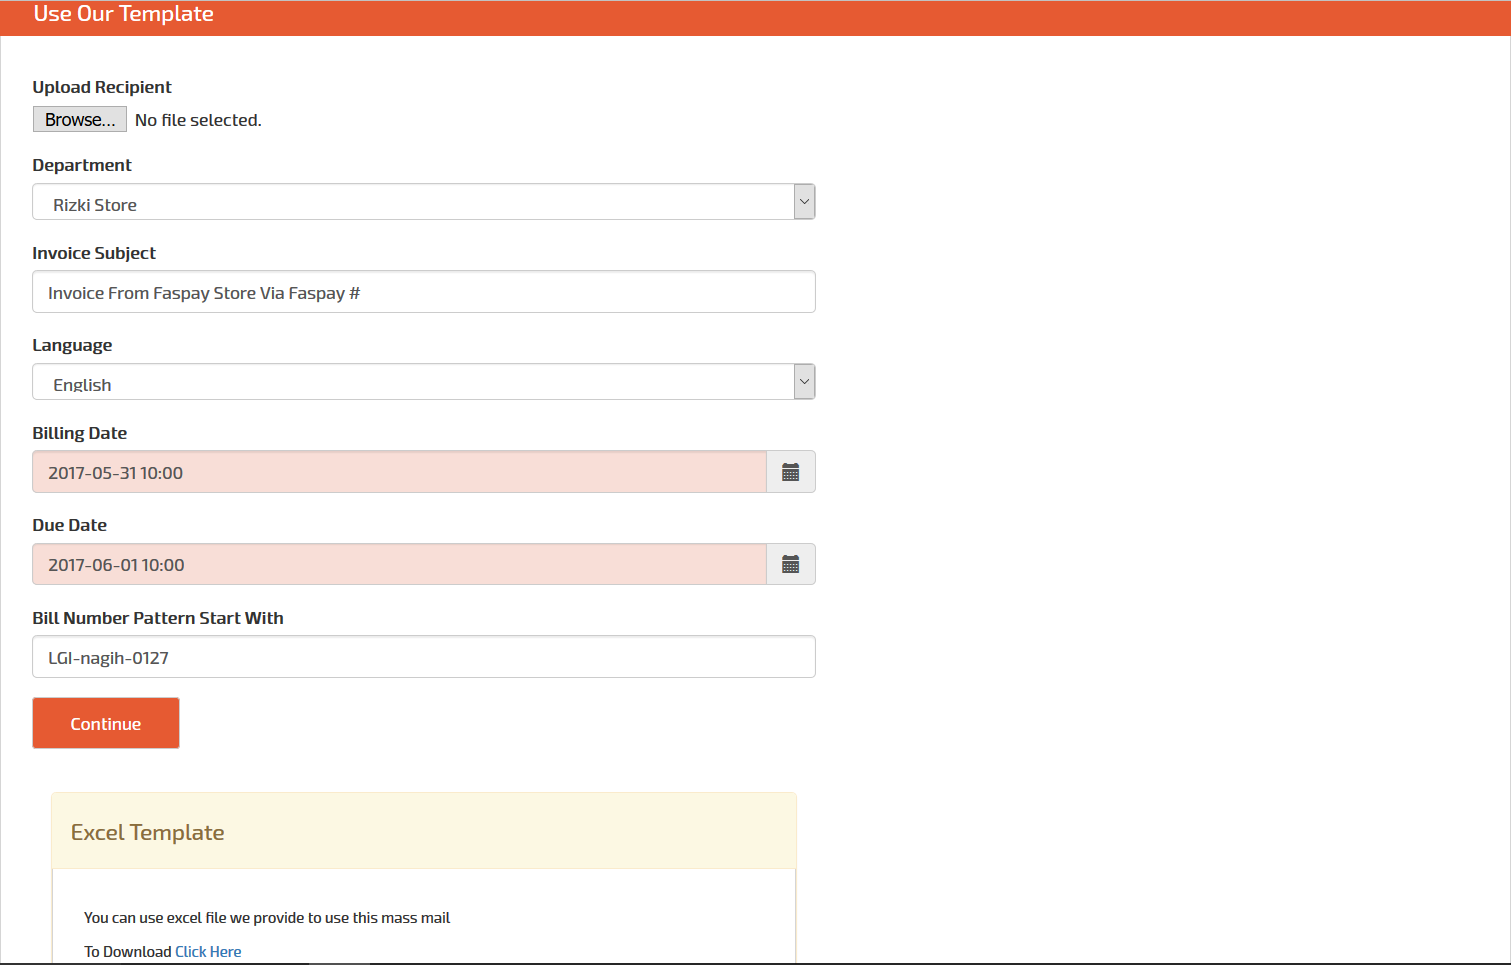 Use Our Template
Upload Recipient
Browse... No file selected.
Department
Rizki Store
Invoice Subject
Invoice From Faspay Store Via Faspay #
Language
English
Billing Date
2017-05-31 10:00
Due Date
2017-06-01 10:00
Bill Number Pattern Start With
LGI-nagih-0127
Continue
Excel Template
You can use excel file we provide to use this mass mail
To Download Click Here